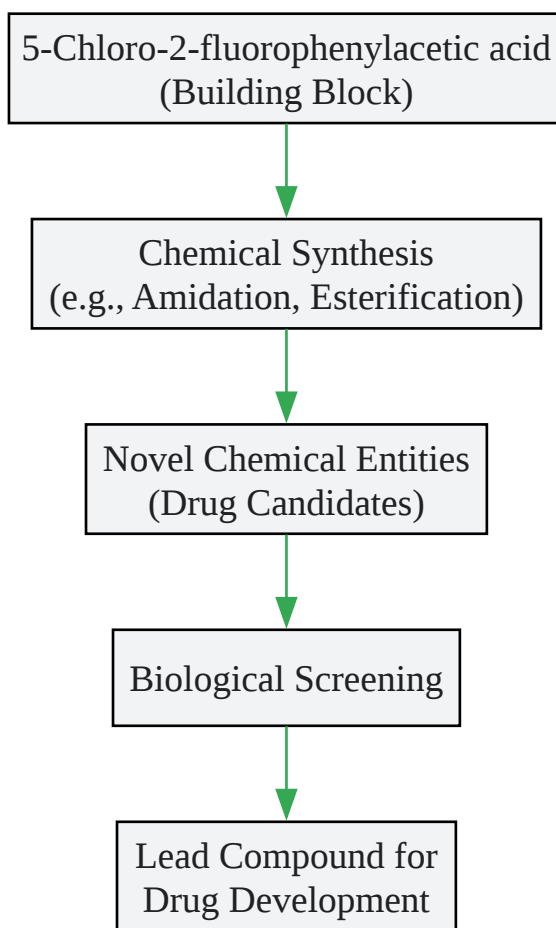 5-Chloro-2-fluorophenylacetic acid
(Building Block)
Chemical Synthesis
(e.g., Amidation, Esterification)
Novel Chemical Entities
(Drug Candidates)
Biological Screening
Lead Compound for
Drug Development